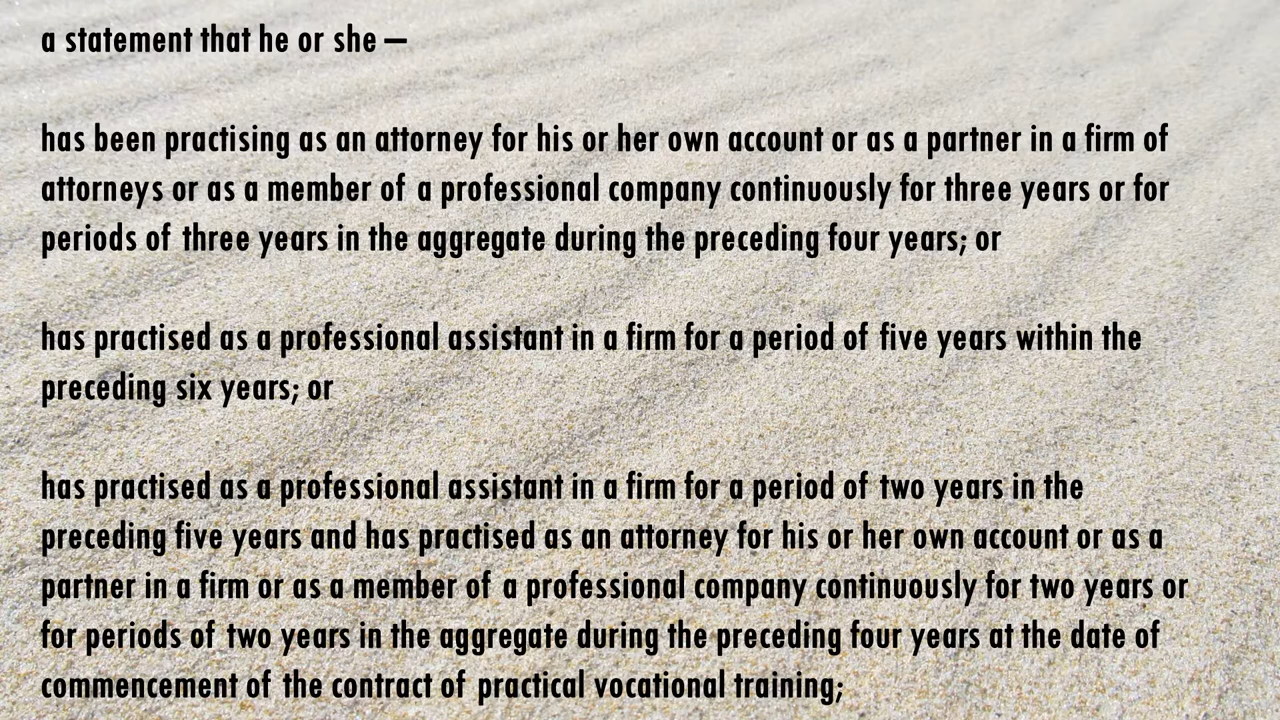 a statement that he or she –
has been practising as an attorney for his or her own account or as a partner in a firm of
attorneys or as a member of a professional company continuously for three years or for
periods of three years in the aggregate during the preceding four years; or
has practised as a professional assistant in a firm for a period of five years within the
preceding six years; or
has practised as a professional assistant in a firm for a period of two years in the
preceding five years and has practised as an attorney for his or her own account or as a
partner in a firm or as a member of a professional company continuously for two years or
for periods of two years in the aggregate during the preceding four years at the date of
commencement of the contract of practical vocational training;